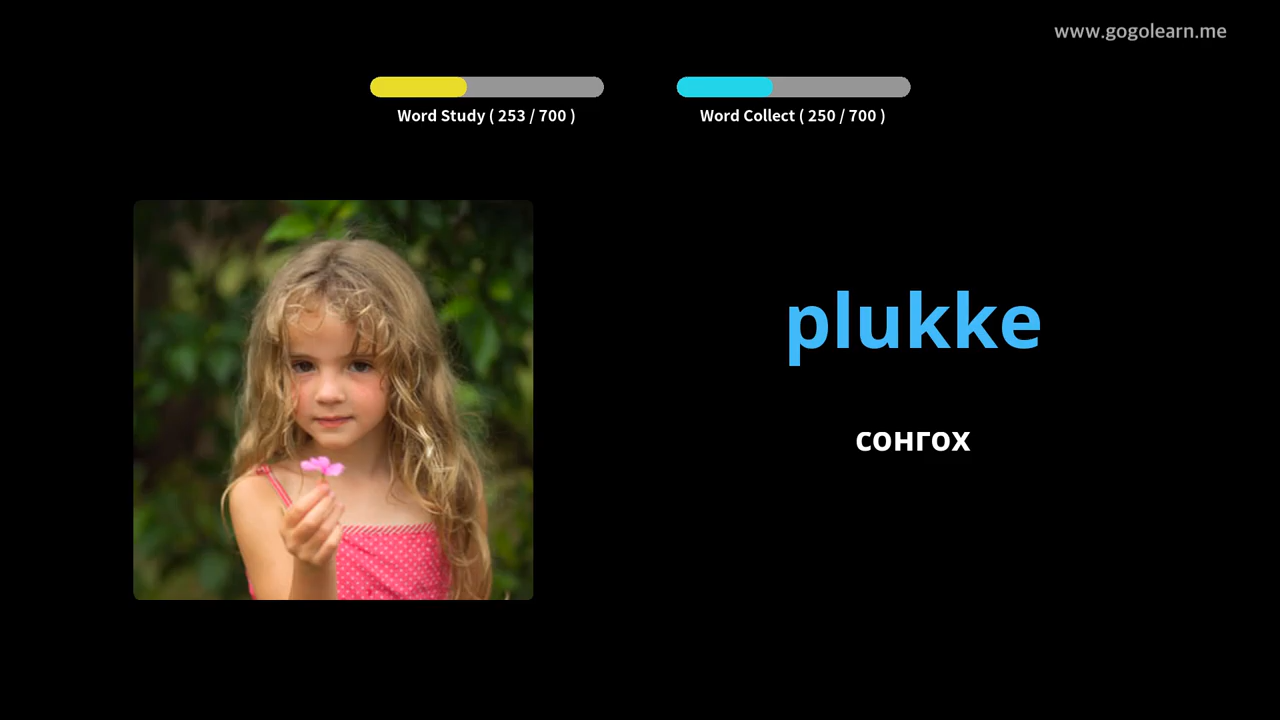 www.gogolearn.me
Word Study ( 253 / 700 )
Word Collect ( 250 / 700 )
plukke
сонгох